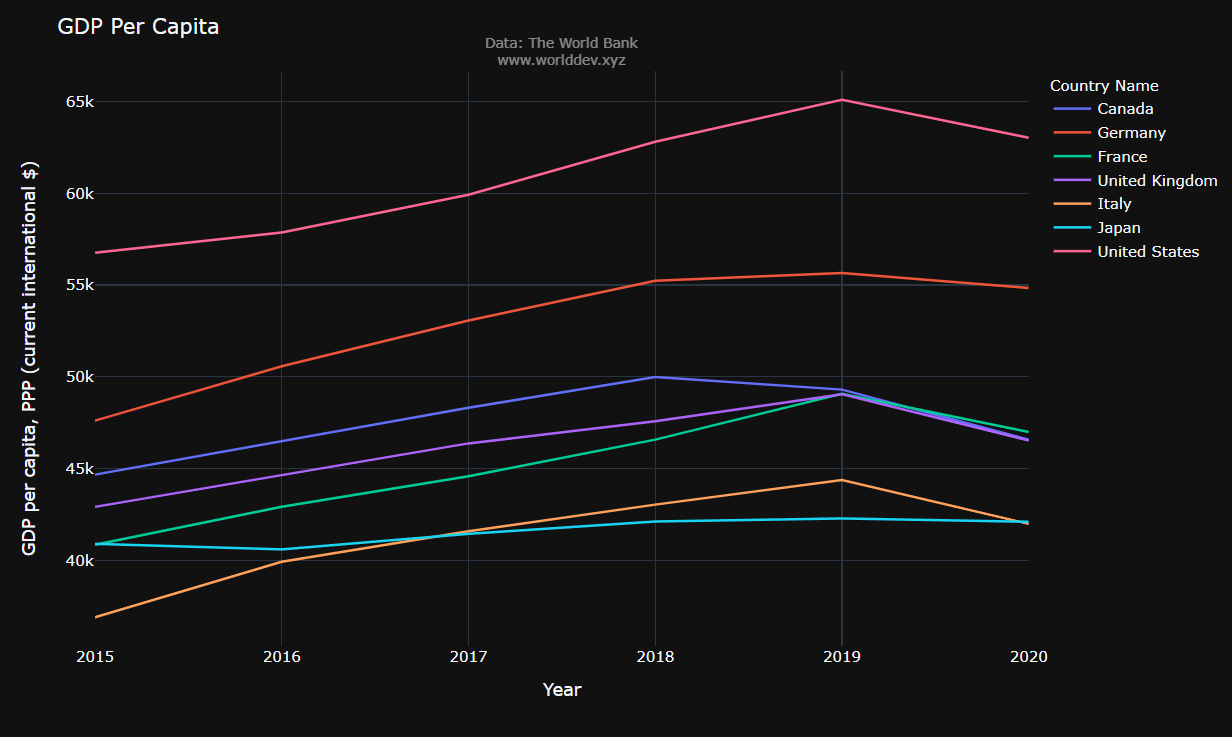 GDP Per Capita
Data: The World Bank
www.worlddev.xyz
GDP per capita, PPP (current international $)
65k
60k
55k
50k
45k
40k
2015
2016
2017
2018
2019
2020
Year
Country Name
Canada
Germany
France
United Kingdom
Italy
Japan
United States